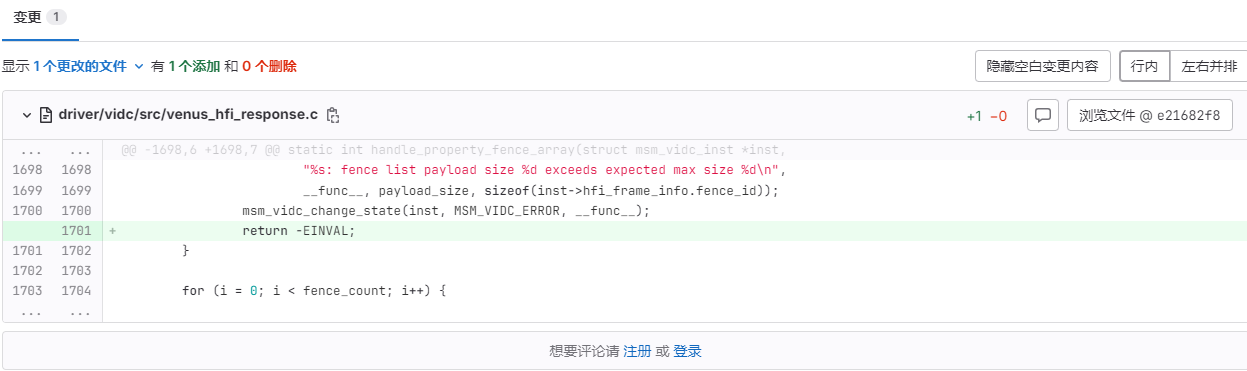 变更 1
显示 1 个更改的文件 有 1 个添加 和 0 个删除 隐藏空白变更内容 行内 左右并排
driver/vidc/src/venus_hfi_response.c +1 −0 浏览文件 @ e21682f8
... ... @@ -1698,6 +1698,7 @@ static int handle_property_fence_array(struct msm_vidc_inst *inst,
1698 1698 "%s: fence list payload size %d exceeds expected max size %d\n",
1699 1699 __func__, payload_size, sizeof(inst->hfi_frame_info.fence_id));
1700 1700 msm_vidc_change_state(inst, MSM_VIDC_ERROR, __func__);
1701 + return -EINVAL;
1701 1702 }
1702 1703
1703 1704 for (i = 0; i < fence_count; i++) {
... ...
想要评论请 注册 或 登录